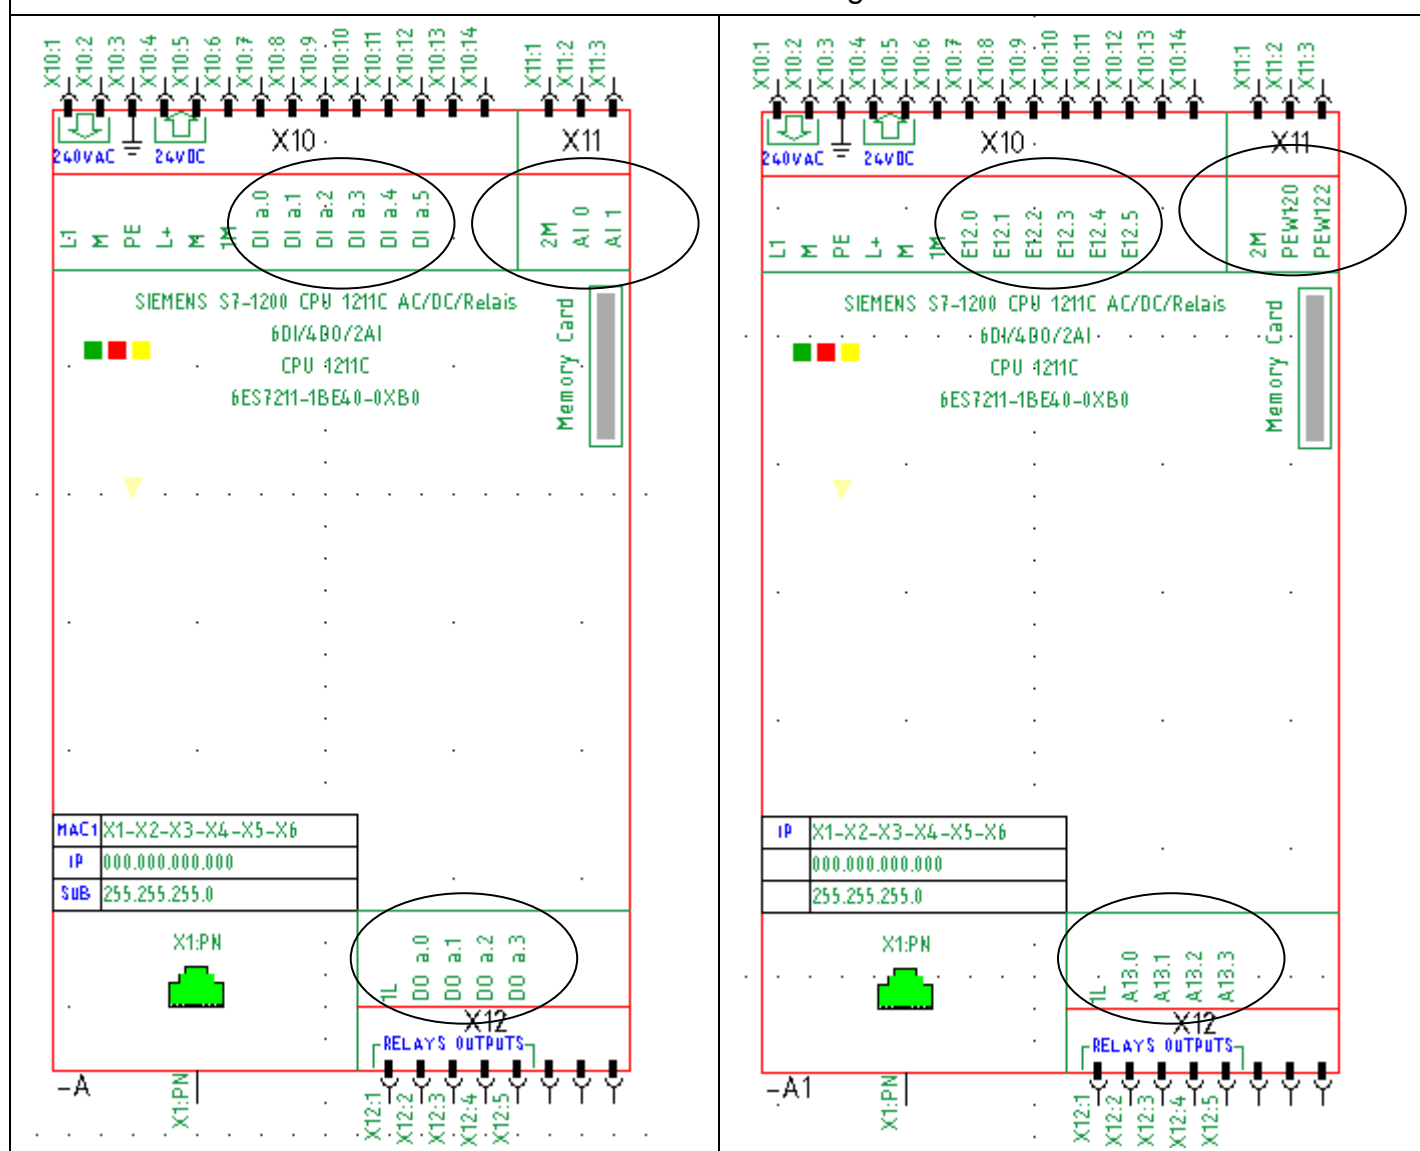 X10:1 X10:2 X10:3 X10:4 X10:5 X10:6 X10:7 X10:8 X10:9 X10:10 X10:11 X10:12 X10:13 X10:14 X11:1 X11:2 X11:3
240VAC 24VDC X10 X11
L1 M PE L+ M 1M DI a.0 DI a.1 DI a.2 DI a.3 DI a.4 DI a.5 2M AI 0 AI 1
SIEMENS S7-1200 CPU 1211C AC/DC/Relais
6DI/4DO/2AI
CPU 1211C
6ES7211-1BE40-0XB0
Memory Card
MAC1 X1-X2-X3-X4-X5-X6
IP 000.000.000.000
SUB 255.255.255.0
X1:PN
1L DO a.0 DO a.1 DO a.2 DO a.3
X12
RELAYS OUTPUTS
-A
X1:PN
X12:1 X12:2 X12:3 X12:4 X12:5
X10:1 X10:2 X10:3 X10:4 X10:5 X10:6 X10:7 X10:8 X10:9 X10:10 X10:11 X10:12 X10:13 X10:14 X11:1 X11:2 X11:3
240VAC 24VDC X10 X11
L1 M PE L+ M 1M E12.0 E12.1 E12.2 E12.3 E12.4 E12.5 2M PEW120 PEW122
SIEMENS S7-1200 CPU 1211C AC/DC/Relais
6DI/4DO/2AI
CPU 1211C
6ES7211-1BE40-0XB0
Memory Card
IP X1-X2-X3-X4-X5-X6
000.000.000.000
255.255.255.0
X1:PN
1L A13.0 A13.1 A13.2 A13.3
X12
RELAYS OUTPUTS
-A1
X1:PN
X12:1 X12:2 X12:3 X12:4 X12:5